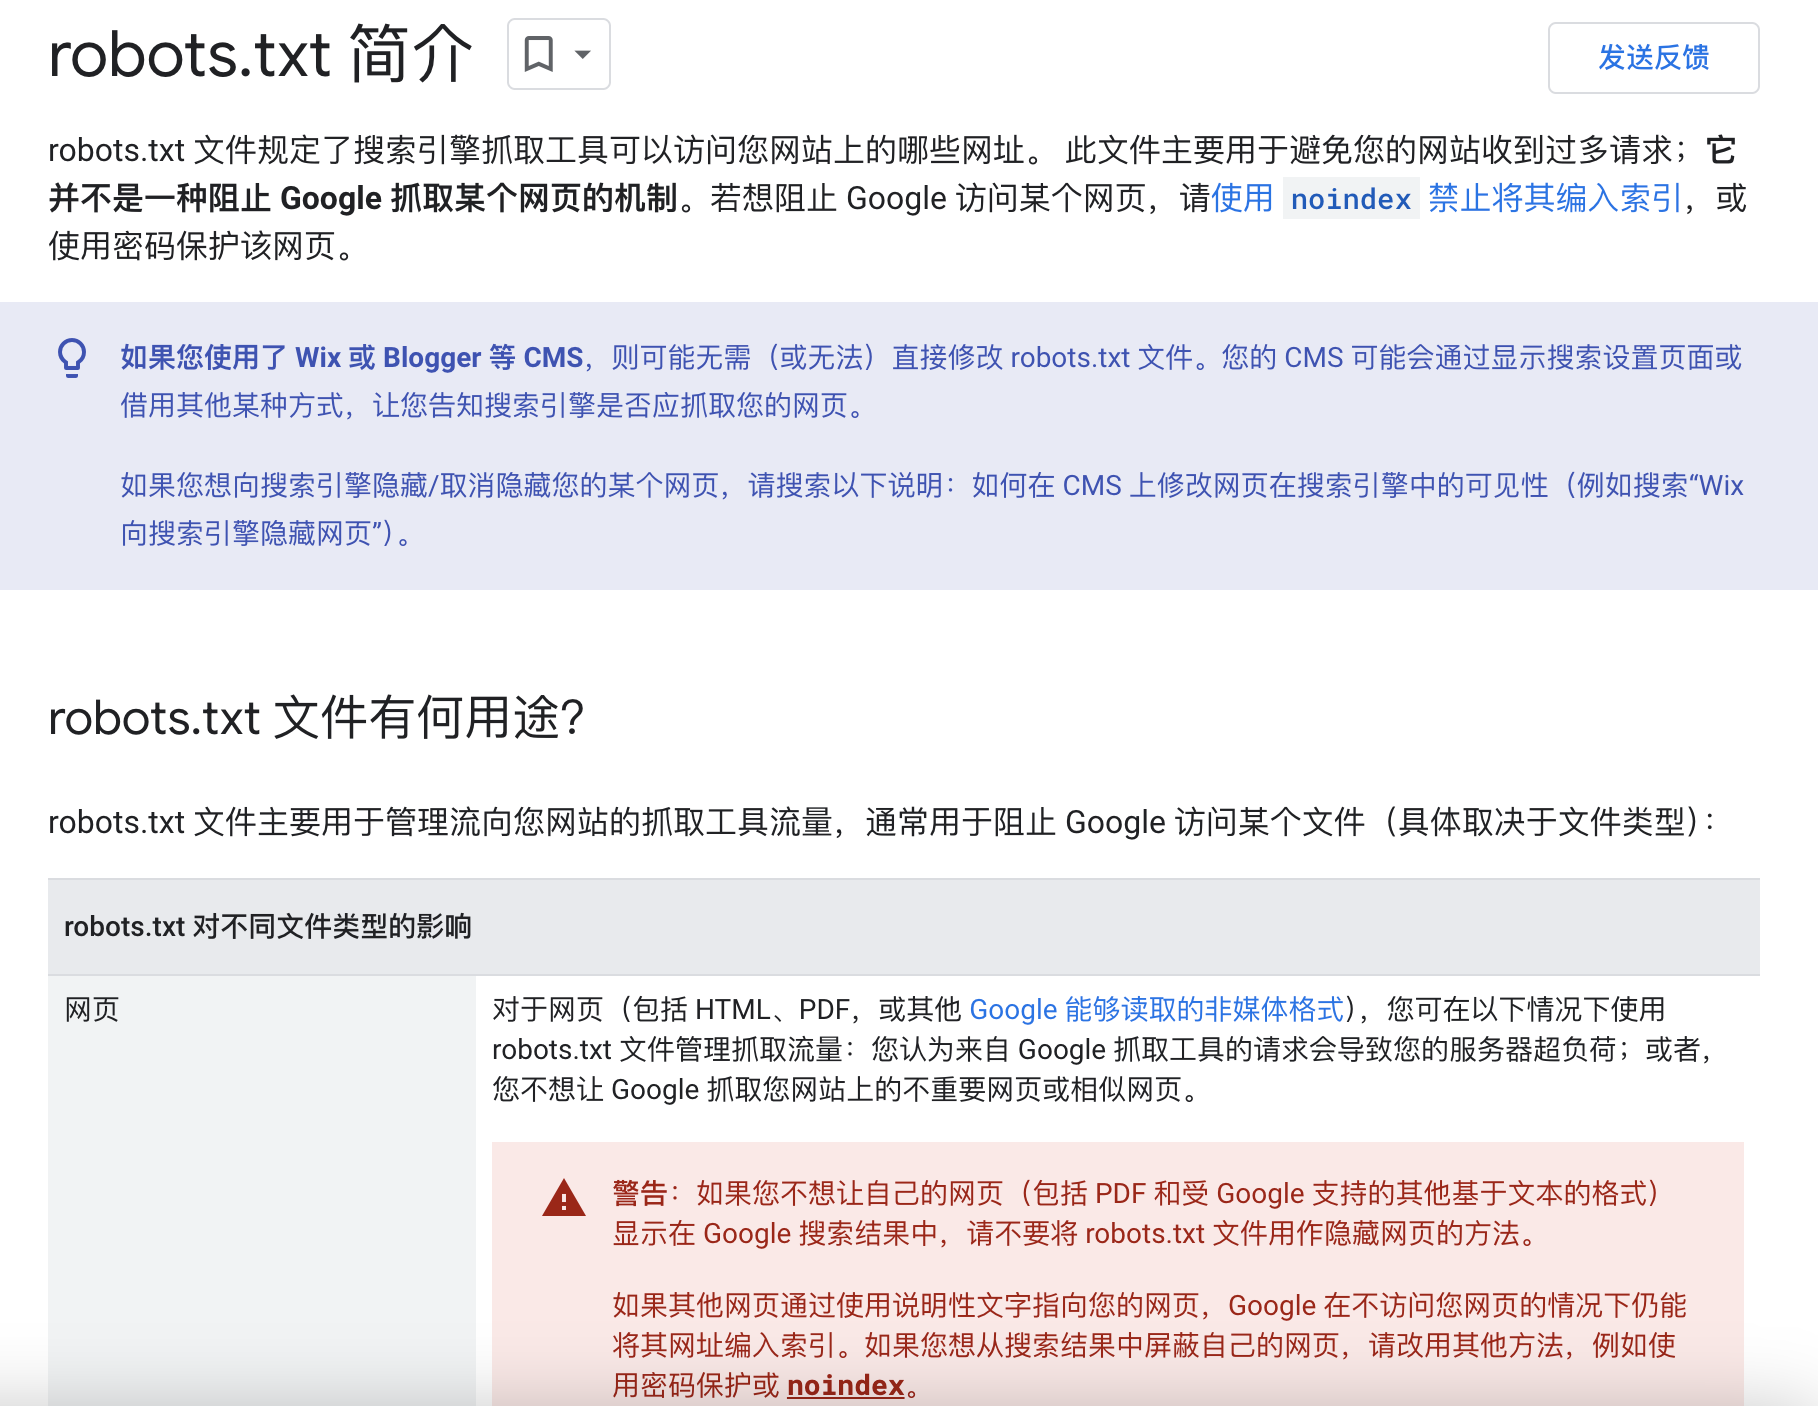 robots.txt 简介
发送反馈
robots.txt 文件规定了搜索引擎抓取工具可以访问您网站上的哪些网址。 此文件主要用于避免您的网站收到过多请求；它
并不是一种阻止 Google 抓取某个网页的机制。若想阻止 Google 访问某个网页，请使用 noindex 禁止将其编入索引，或
使用密码保护该网页。
如果您使用了 Wix 或 Blogger 等 CMS，则可能无需（或无法）直接修改 robots.txt 文件。您的 CMS 可能会通过显示搜索设置页面或
借用其他某种方式，让您告知搜索引擎是否应抓取您的网页。
如果您想向搜索引擎隐藏/取消隐藏您的某个网页，请搜索以下说明：如何在 CMS 上修改网页在搜索引擎中的可见性（例如搜索“Wix
向搜索引擎隐藏网页”）。
robots.txt 文件有何用途?
robots.txt 文件主要用于管理流向您网站的抓取工具流量，通常用于阻止 Google 访问某个文件（具体取决于文件类型）：
robots.txt 对不同文件类型的影响
网页
对于网页（包括 HTML、PDF，或其他 Google 能够读取的非媒体格式），您可在以下情况下使用
robots.txt 文件管理抓取流量：您认为来自 Google 抓取工具的请求会导致您的服务器超负荷；或者，
您不想让 Google 抓取您网站上的不重要网页或相似网页。
警告：如果您不想让自己的网页（包括 PDF 和受 Google 支持的其他基于文本的格式）
显示在 Google 搜索结果中，请不要将 robots.txt 文件用作隐藏网页的方法。
如果其他网页通过使用说明性文字指向您的网页，Google 在不访问您网页的情况下仍能
将其网址编入索引。如果您想从搜索结果中屏蔽自己的网页，请改用其他方法，例如使
用密码保护或 noindex。